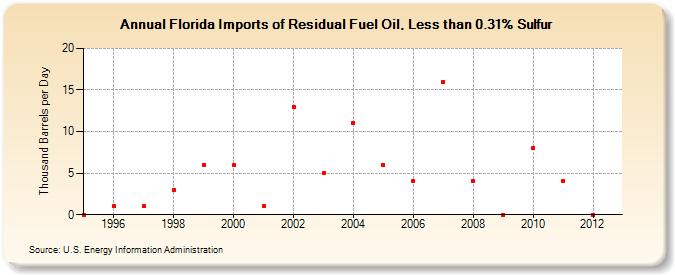 Annual Florida Imports of Residual Fuel Oil, Less than 0.31% Sulfur
Thousand Barrels per Day
20
15
10
5
0
1996 1998 2000 2002 2004 2006 2008 2010 2012
Source: U.S. Energy Information Administration